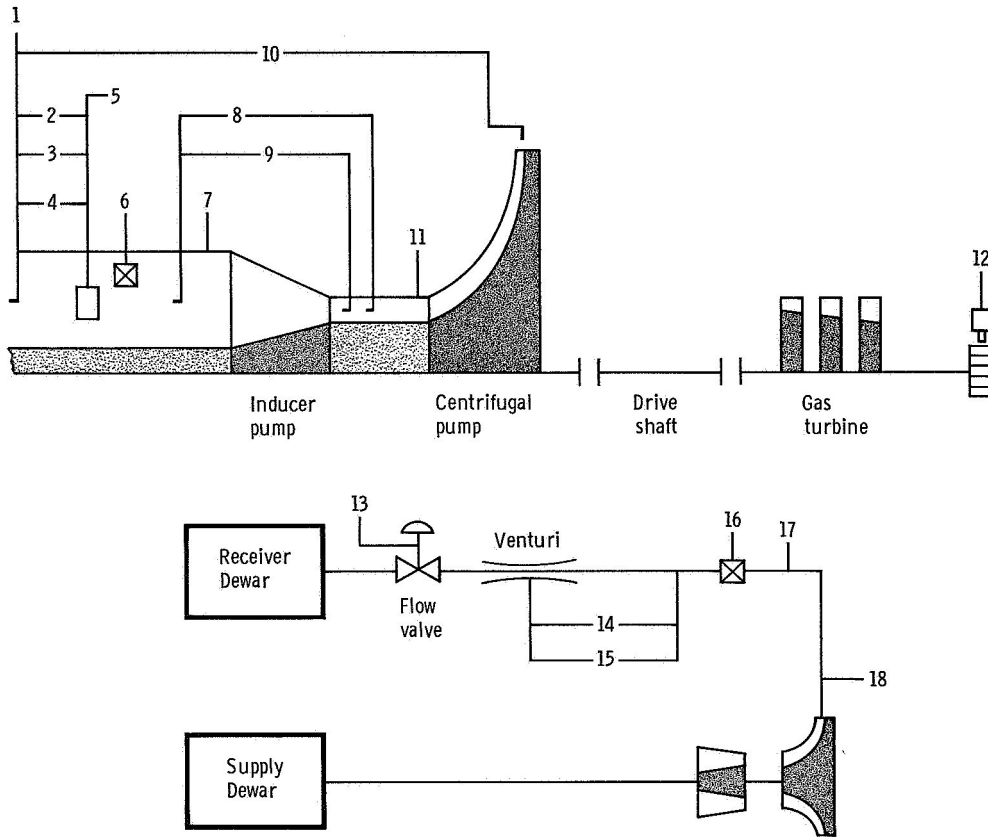 1
10
5
2
8
3
9
4
6
7
11
12
Inducer
pump
Centrifugal
pump
Drive
shaft
Gas
turbine
13
Venturi
16
17
Receiver
Dewar
Flow
valve
14
15
18
Supply
Dewar